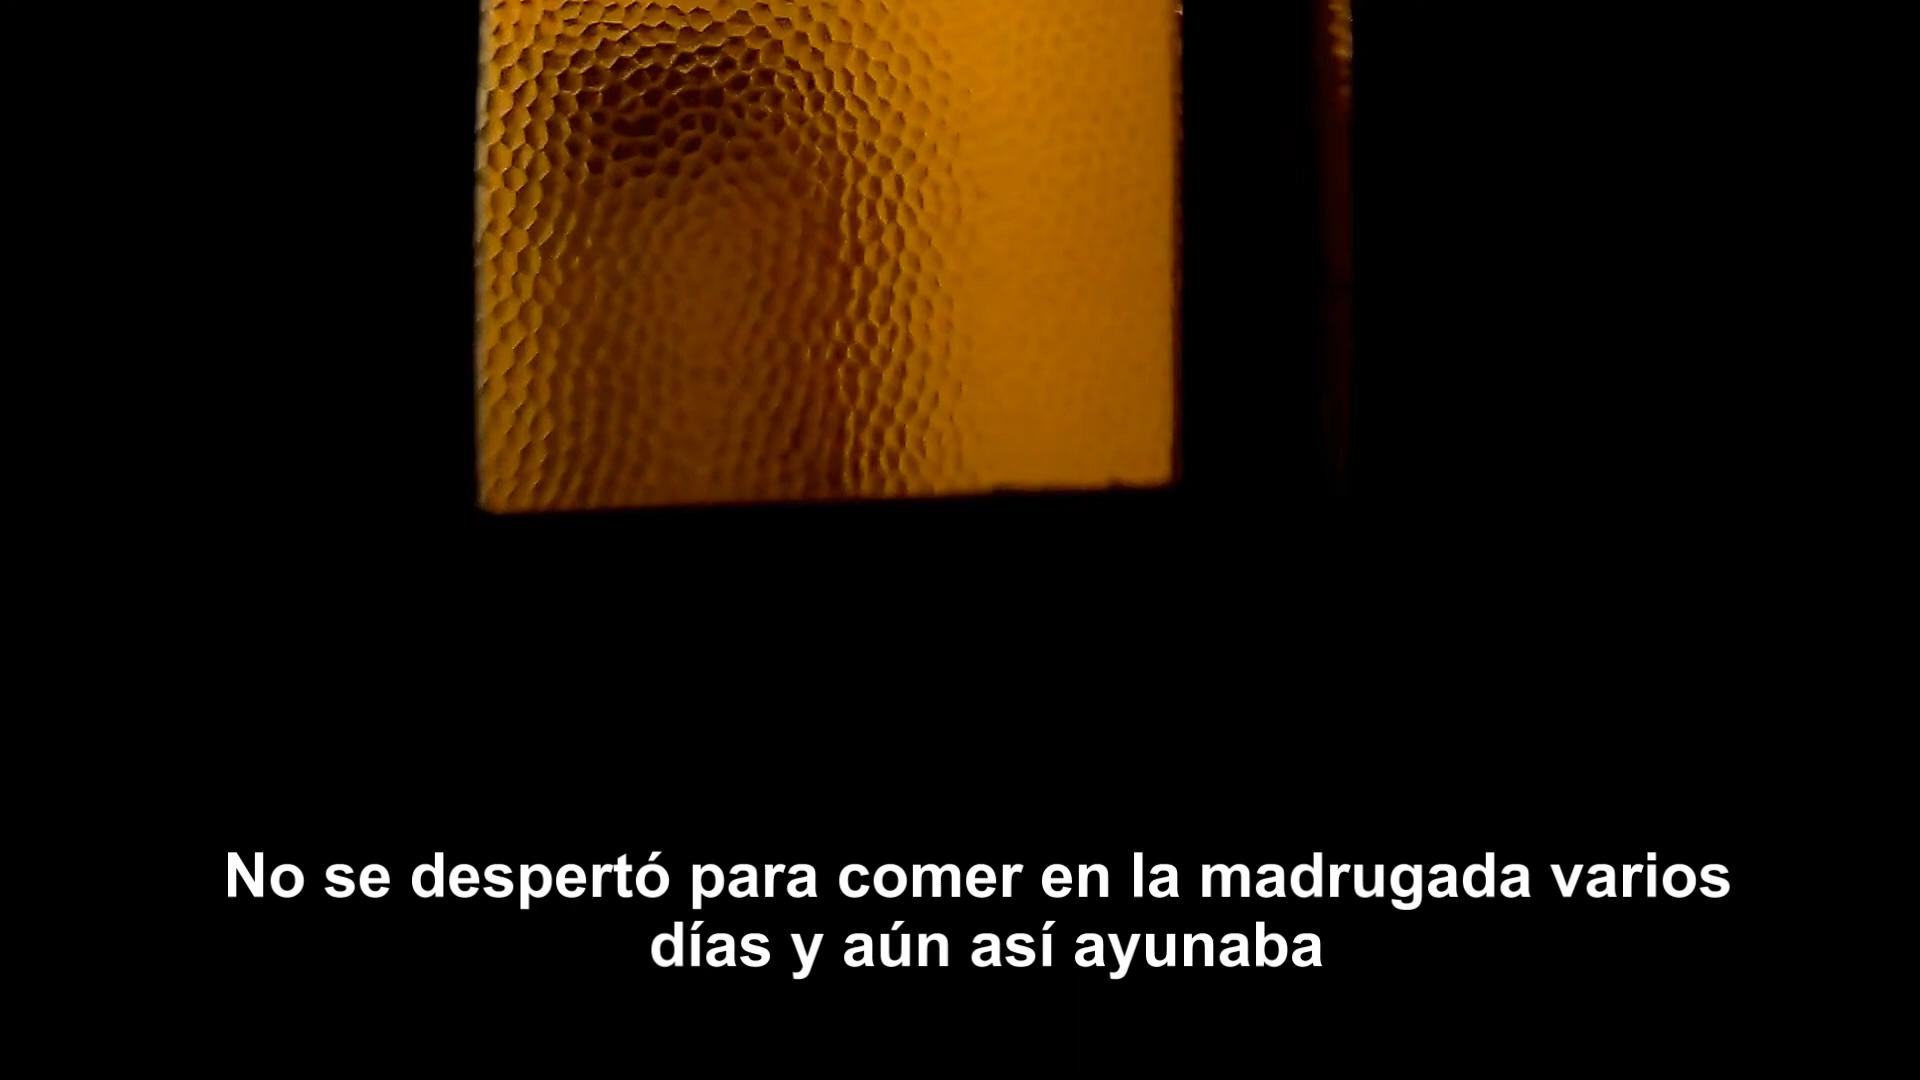 No se despertó para comer en la madrugada varios
días y aún así ayunaba